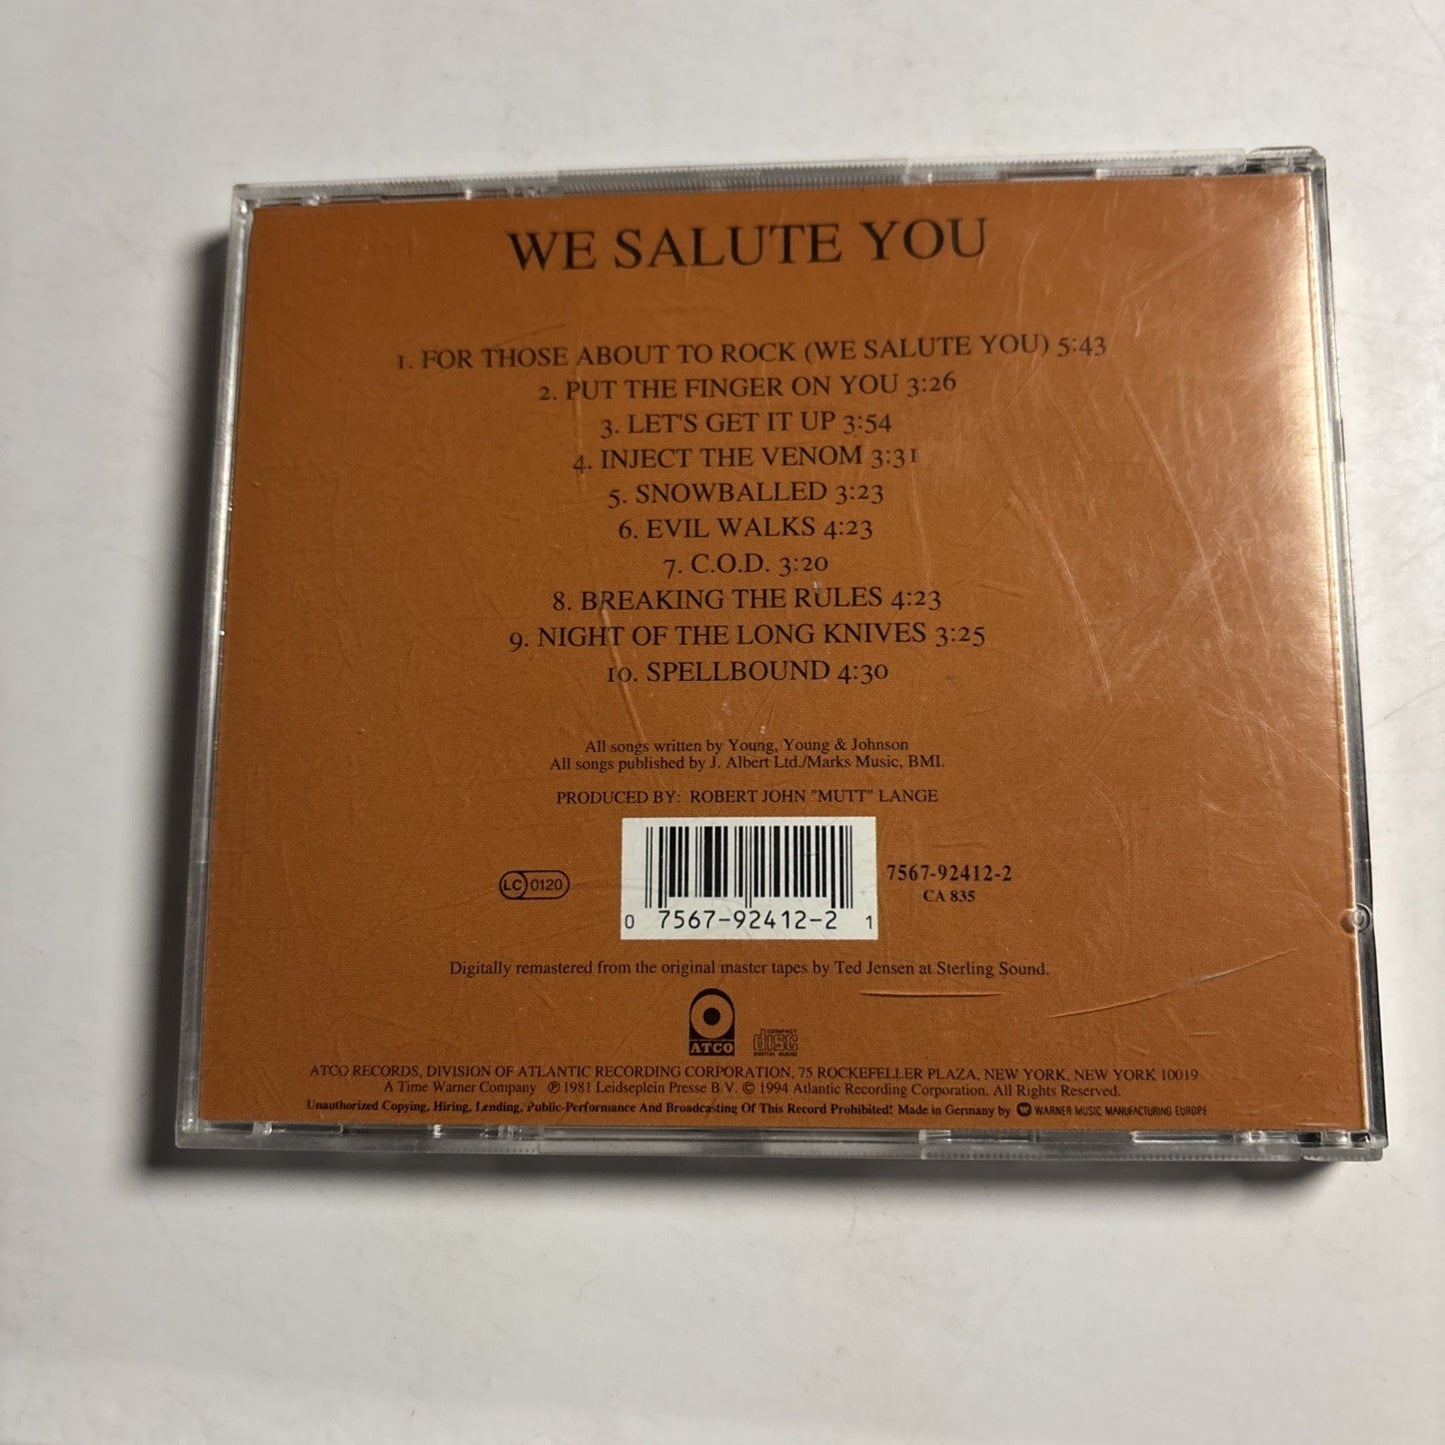 WE SALUTE YOU
1. FOR THOSE ABOUT TO ROCK (WE SALUTE YOU) 5:43
2. PUT THE FINGER ON YOU 3:26
3. LET'S GET IT UP 3:54
4. INJECT THE VENOM 3:31
5. SNOWBALLED 3:23
6. EVIL WALKS 4:23
7. C.O.D. 3:20
8. BREAKING THE RULES 4:23
9. NIGHT OF THE LONG KNIVES 3:25
10. SPELLBOUND 4:30
All songs written by Young, Young & Johnson
All songs published by J. Albert Ltd./Marks Music, BMI.
PRODUCED BY: ROBERT JOHN "MUTT" LANGE
LC 0120
0 7567-92412-2 1
7567-92412-2
CA 835
Digitally remastered from the original master tapes by Ted Jensen at Sterling Sound.
ATCO
COMPACT
disc
DIGITAL AUDIO
ATCO RECORDS, DIVISION OF ATLANTIC RECORDING CORPORATION, 75 ROCKEFELLER PLAZA, NEW YORK, NEW YORK 10019
A Time Warner Company ℗ 1981 Leidseplein Presse B.V. © 1994 Atlantic Recording Corporation. All Rights Reserved.
Unauthorized Copying, Hiring, Lending, Public-Performance And Broadcasting Of This Record Prohibited! Made in Germany by WARNER MUSIC MANUFACTURING EUROPE